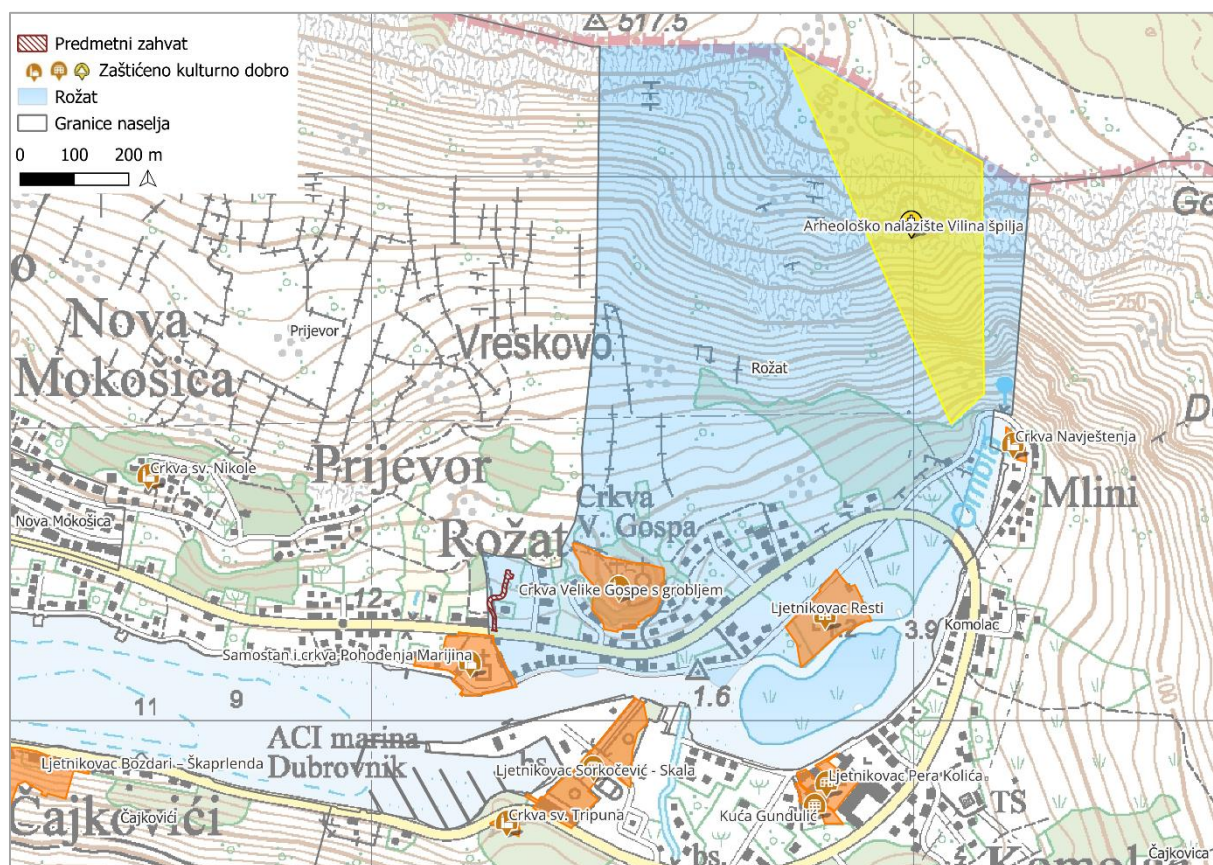 517.5
Predmetni zahvat
Zaštićeno kulturno dobro
Rožat
Granice naselja
0 100 200 m
Arheološko nalazište Vilina špilja
250
Nova
Mokošica
Prijevor
Vreskovo
Rožat
Crkva sv. Nikole
Prijevor
Nova Mokošica
Crkva
V. Gospa
Ombla
Crkva Navještenja
Mlini
Rožat
12
Crkva Velike Gospe s grobljem
Ljetnikovac Resti
3.9
Komolac
Samostan i crkva Pohođenja Marijina
1.6
100
11
9
ACI marina
Dubrovnik
bs.
Ljetnikovac Bozdari – Škaprlenda
Ljetnikovac Sorkočević - Skala
Ljetnikovac Pera Kolića
Kuća Gundulić
TS
Čajkovići
Čajkovići
Crkva sv. Tripuna
bs.
Čajkovica